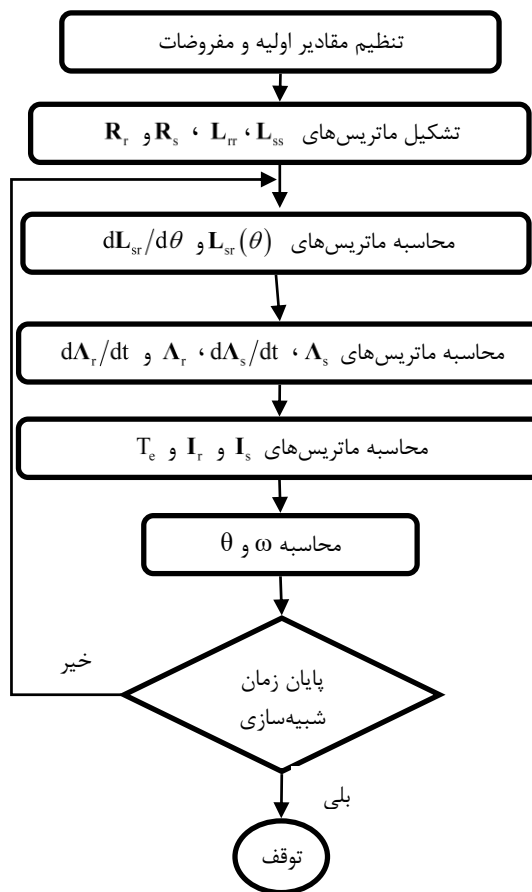 تنظیم مقادیر اولیه و مفروضات
تشکیل ماتریس‌های L_ss ، L_rr ، R_s و R_r
محاسبه ماتریس‌های L_sr(θ) و dL_sr/dθ
محاسبه ماتریس‌های Λ_s ، dΛ_s/dt ، Λ_r و dΛ_r/dt
محاسبه ماتریس‌های I_s و I_r و T_e
محاسبه ω و θ
خیر
پایان زمان
شبیه‌سازی
بلی
توقف